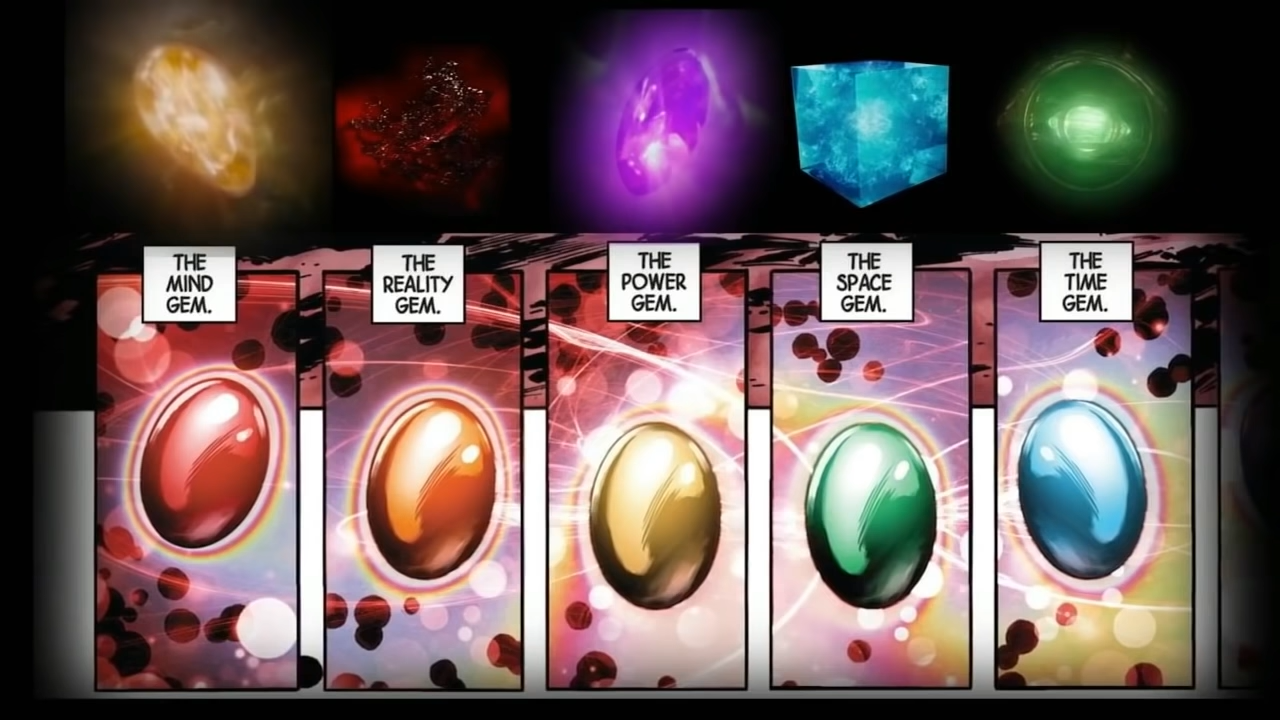 THE
MIND
GEM.
THE
REALITY
GEM.
THE
POWER
GEM.
THE
SPACE
GEM.
THE
TIME
GEM.